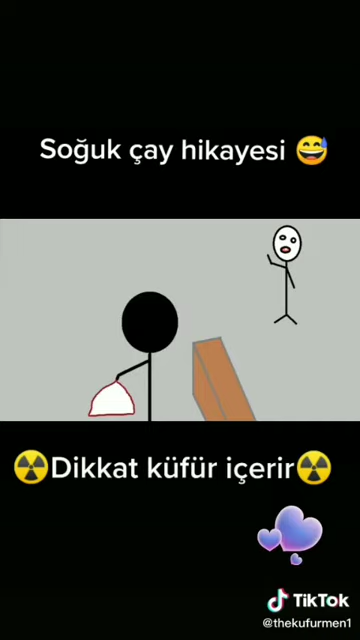 Soğuk çay hikayesi 😅
☢️Dikkat küfür içerir☢️
TikTok
@thekufurmen1